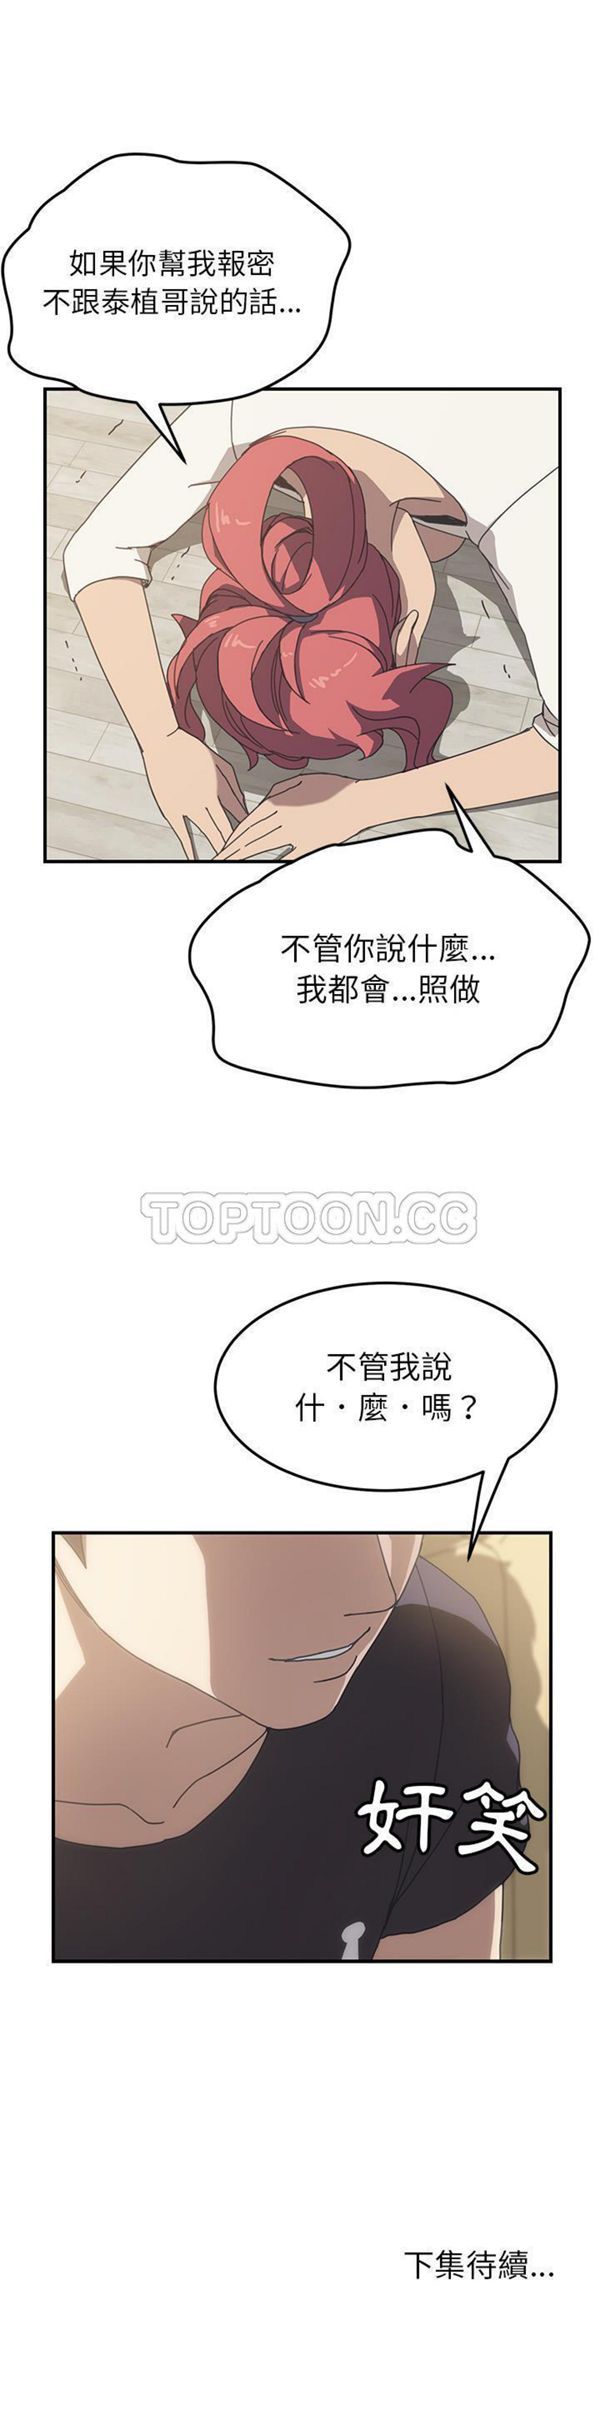 如果你幫我報密
不跟泰植哥說的話...
不管你說什麼...
我都會...照做
TOPTOON.CC
不管我說
什·麼·嗎？
奸笑
下集待續...